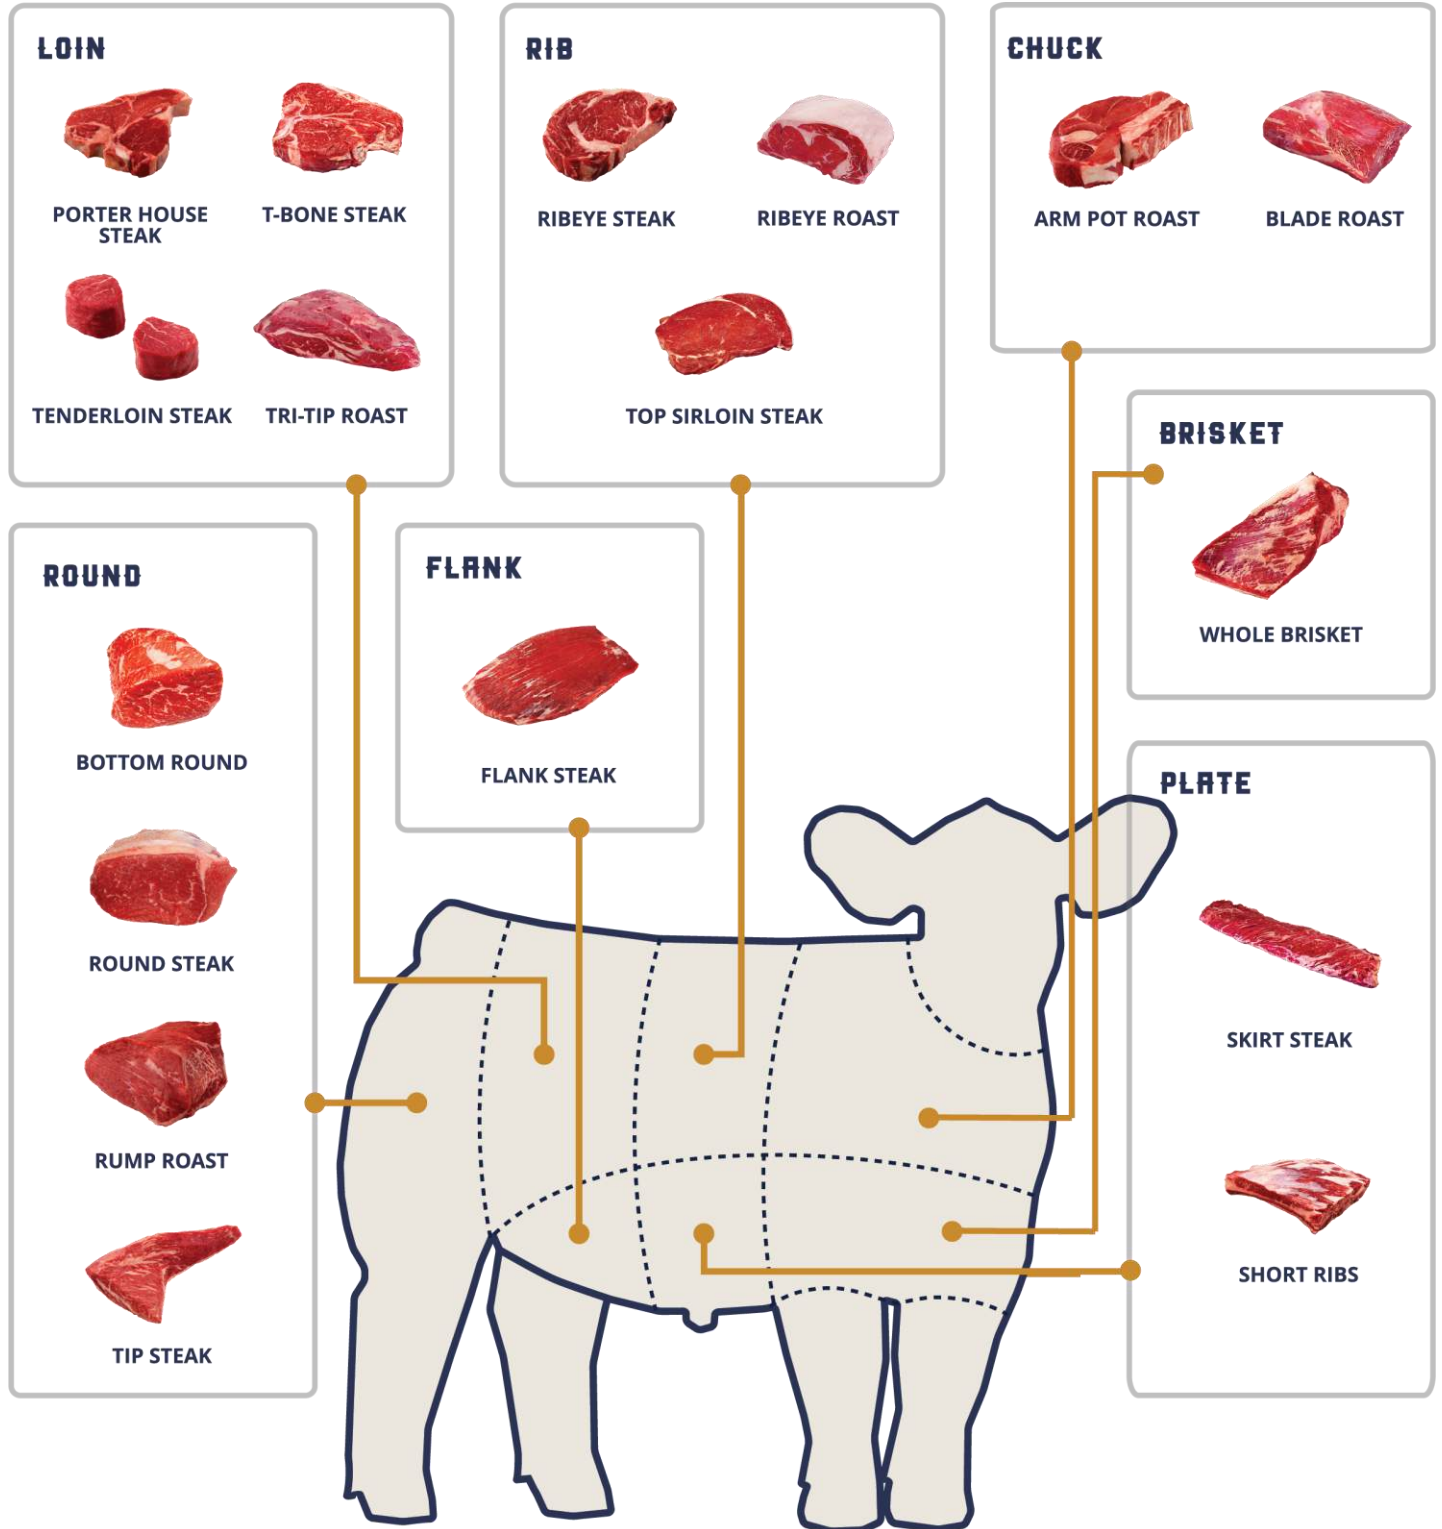 LOIN
PORTER HOUSE
STEAK
T-BONE STEAK
TENDERLOIN STEAK
TRI-TIP ROAST
RIB
RIBEYE STEAK
RIBEYE ROAST
TOP SIRLOIN STEAK
CHUCK
ARM POT ROAST
BLADE ROAST
BRISKET
WHOLE BRISKET
ROUND
BOTTOM ROUND
ROUND STEAK
RUMP ROAST
TIP STEAK
FLANK
FLANK STEAK
PLATE
SKIRT STEAK
SHORT RIBS